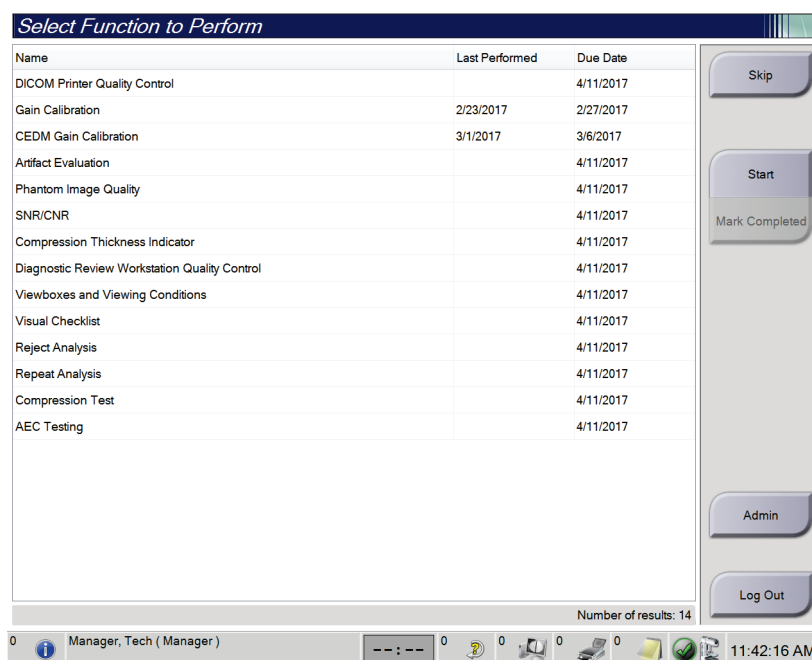 Select Function to Perform
Name Last Performed Due Date
DICOM Printer Quality Control 4/11/2017
Gain Calibration 2/23/2017 2/27/2017
CEDM Gain Calibration 3/1/2017 3/6/2017
Artifact Evaluation 4/11/2017
Phantom Image Quality 4/11/2017
SNR/CNR 4/11/2017
Compression Thickness Indicator 4/11/2017
Diagnostic Review Workstation Quality Control 4/11/2017
Viewboxes and Viewing Conditions 4/11/2017
Visual Checklist 4/11/2017
Reject Analysis 4/11/2017
Repeat Analysis 4/11/2017
Compression Test 4/11/2017
AEC Testing 4/11/2017
Number of results: 14
Skip
Start
Mark Completed
Admin
Log Out
0 Manager, Tech ( Manager ) --:-- 0 0 0 0 11:42:16 AM